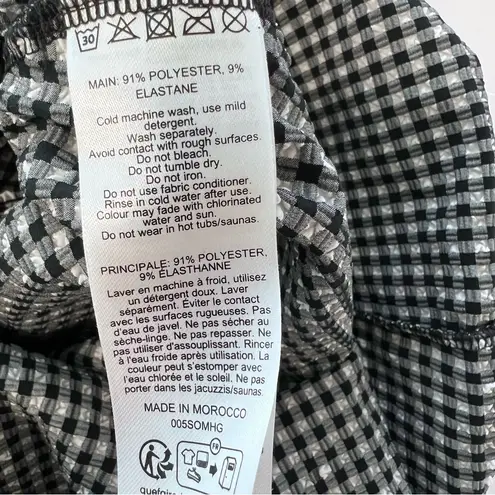 30
MAIN: 91% POLYESTER, 9%
ELASTANE
Cold machine wash, use mild
detergent.
Wash separately.
Avoid contact with rough surfaces.
Do not bleach.
Do not tumble dry.
Do not iron.
Do not use fabric conditioner.
Rinse in cold water after use.
Colour may fade with chlorinated
water and sun.
Do not wear in hot tubs/saunas.
PRINCIPALE: 91% POLYESTER,
9% ÉLASTHANNE
Laver en machine à froid, utilisez
un détergent doux. Laver
séparément. Éviter le contact
avec les surfaces rugueuses. Pas
d'eau de javel. Ne pas sécher au
sèche-linge. Ne pas repasser. Ne
pas utiliser d'assouplissant. Rincer
à l'eau froide après utilisation. La
couleur peut s'estomper avec
l'eau chlorée et le soleil. Ne pas
porter dans les jacuzzis/saunas.
MADE IN MOROCCO
005SOMHG
FR